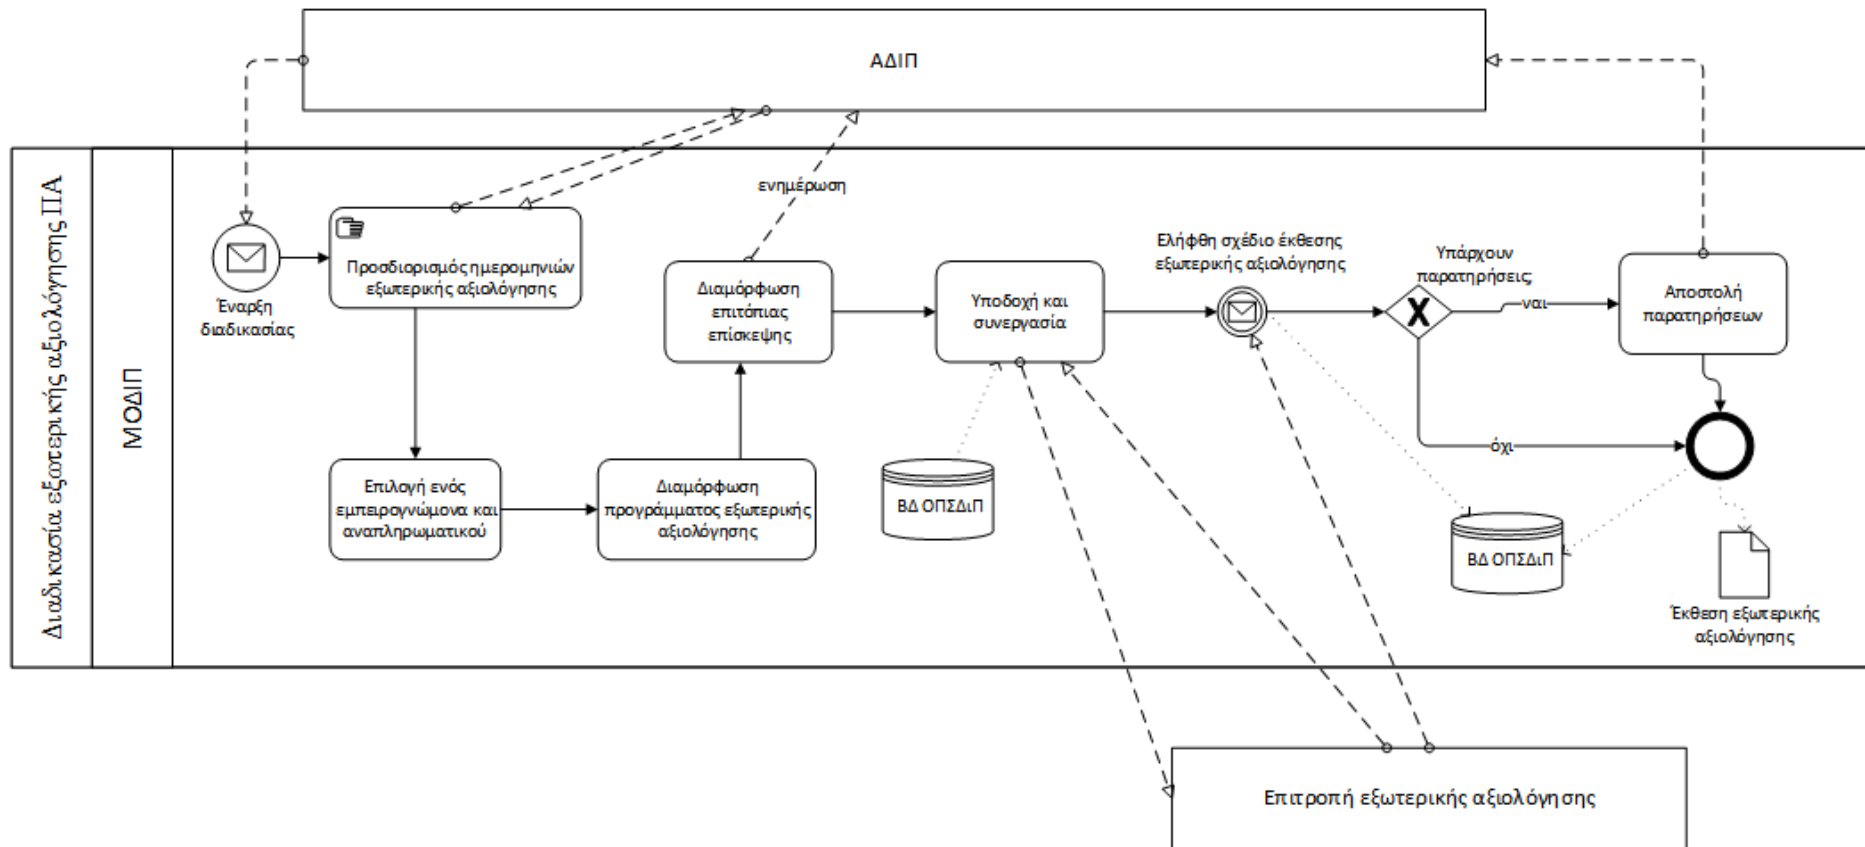 ΑΔΙΠ
Διαδικασία εξωτερικής αξιολόγησης ΠΑ
ΜΟΔΙΠ
Έναρξη
διαδικασίας
Προσδιορισμός ημερομηνιών
εξωτερικής αξιολόγησης
Επιλογή ενός
εμπειρογνώμονα και
αναπληρωματικού
Διαμόρφωση
προγράμματος εξωτερικής
αξιολόγησης
Διαμόρφωση
επιτόπιας
επίσκεψης
ενημέρωση
Υποδοχή και
συνεργασία
ΒΔ ΟΠΣΔιΠ
Ελήφθη σχέδιο έκθεσης
εξωτερικής αξιολόγησης
Υπάρχουν
παρατηρήσεις;
ναι
όχι
Αποστολή
παρατηρήσεων
ΒΔ ΟΠΣΔιΠ
Έκθεση εξωτερικής
αξιολόγησης
Επιτροπή εξωτερικής αξιολόγησης